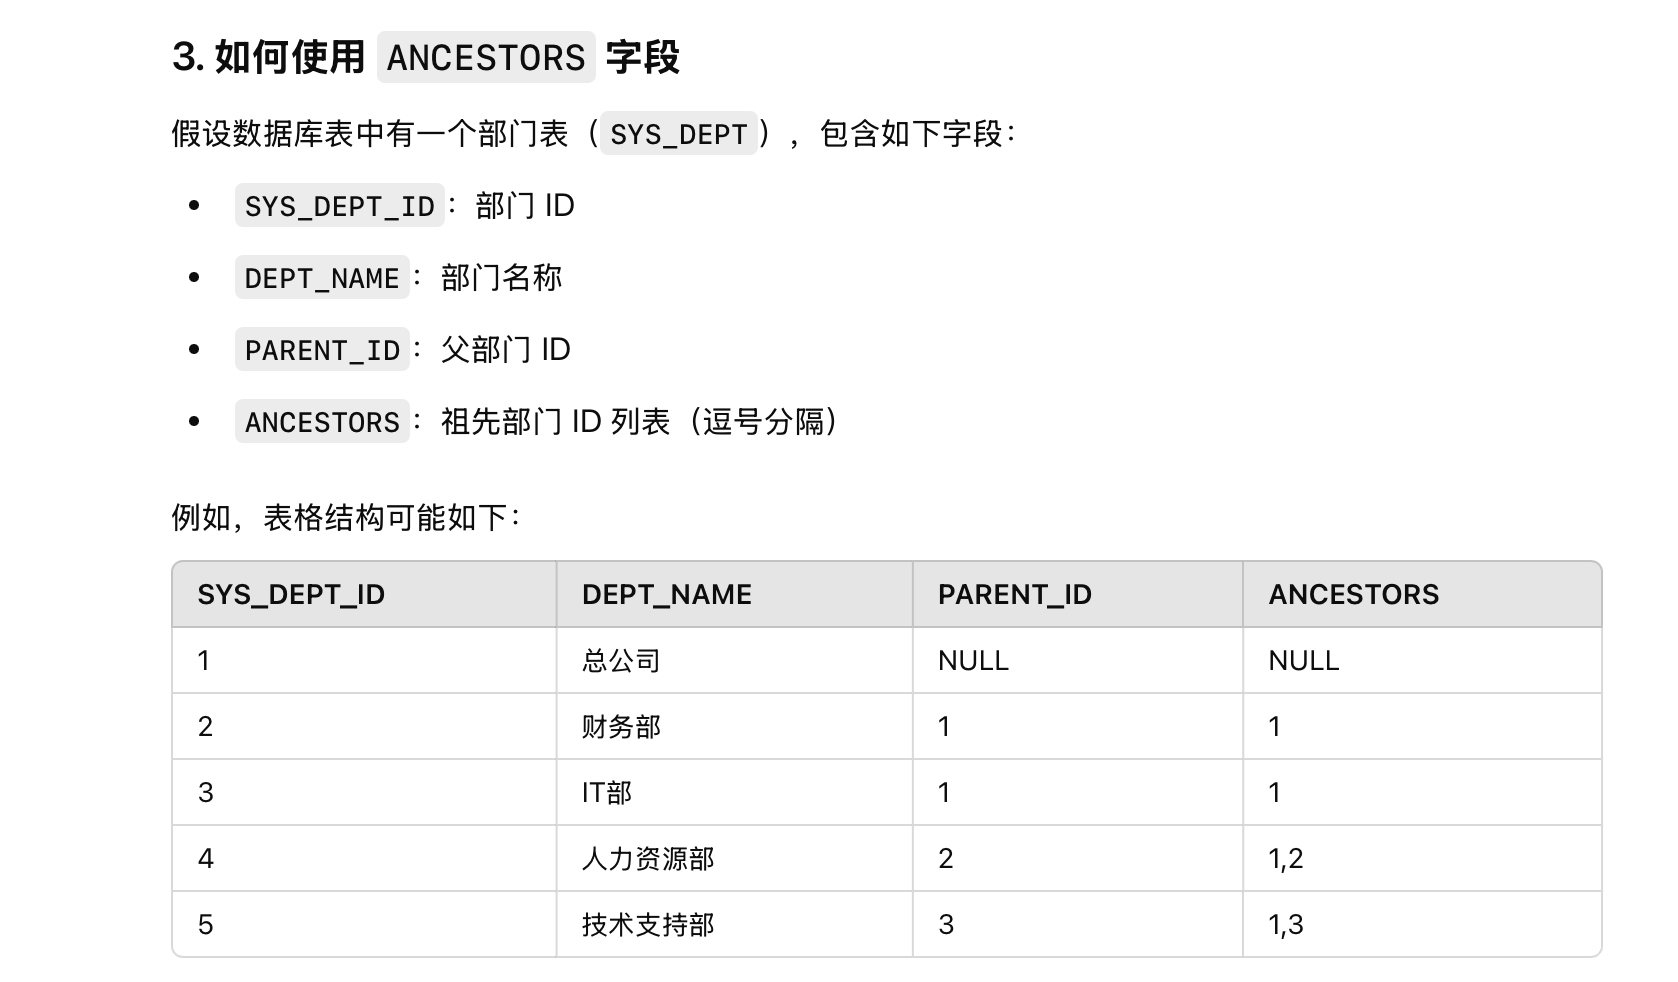 3. 如何使用 ANCESTORS 字段
假设数据库表中有一个部门表（SYS_DEPT），包含如下字段：
• SYS_DEPT_ID：部门 ID
• DEPT_NAME：部门名称
• PARENT_ID：父部门 ID
• ANCESTORS：祖先部门 ID 列表（逗号分隔）
例如，表格结构可能如下：
SYS_DEPT_ID DEPT_NAME PARENT_ID ANCESTORS
1 总公司 NULL NULL
2 财务部 1 1
3 IT部 1 1
4 人力资源部 2 1,2
5 技术支持部 3 1,3